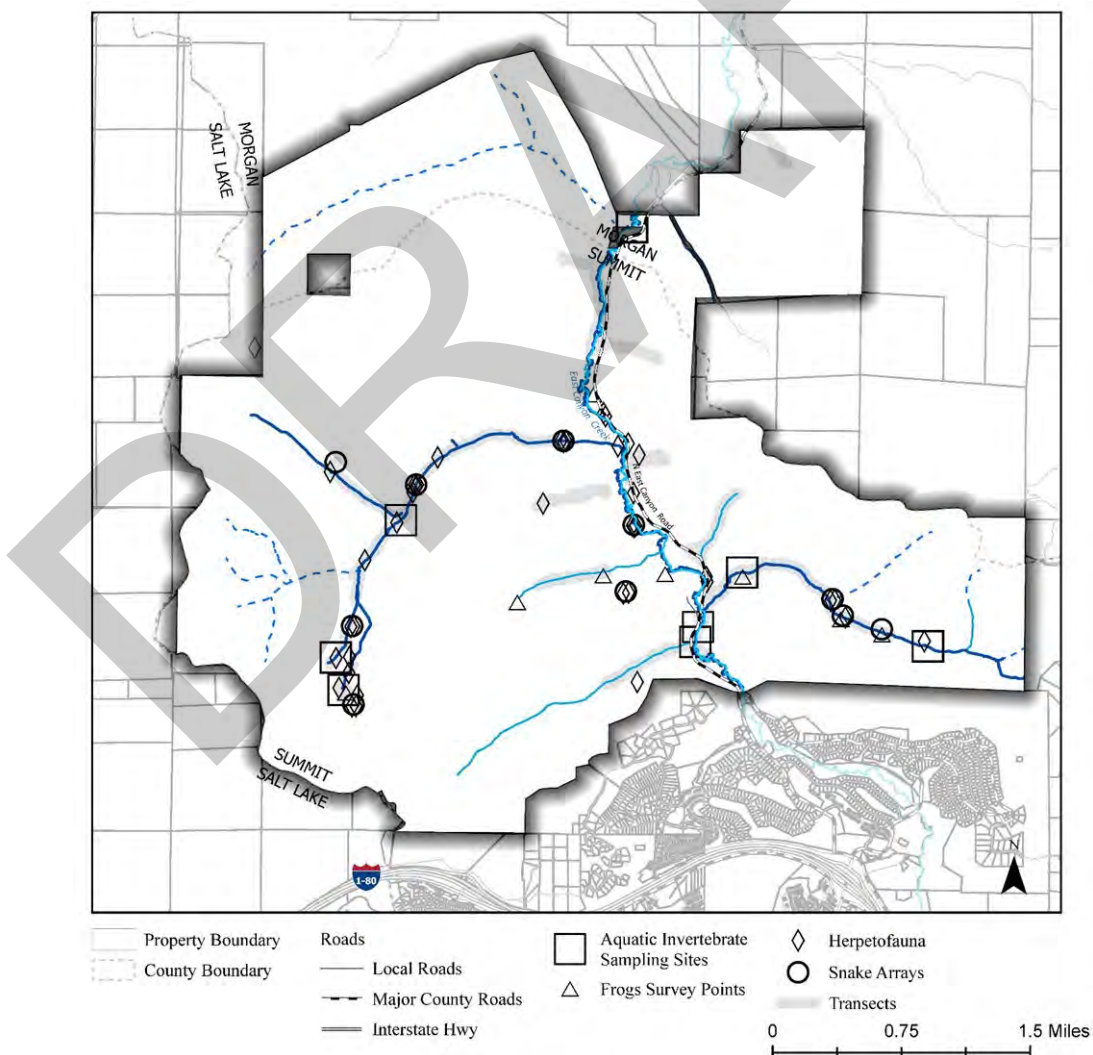 DRA
MORGAN
SALT LAKE
MORGAN
SUMMIT
East Canyon Creek
N East Canyon Road
SUMMIT
SALT LAKE
1-80
N
Property Boundary
County Boundary
Roads
Local Roads
Major County Roads
Interstate Hwy
Aquatic Invertebrate
Sampling Sites
Frogs Survey Points
Herpetofauna
Snake Arrays
Transects
0 0.75 1.5 Miles